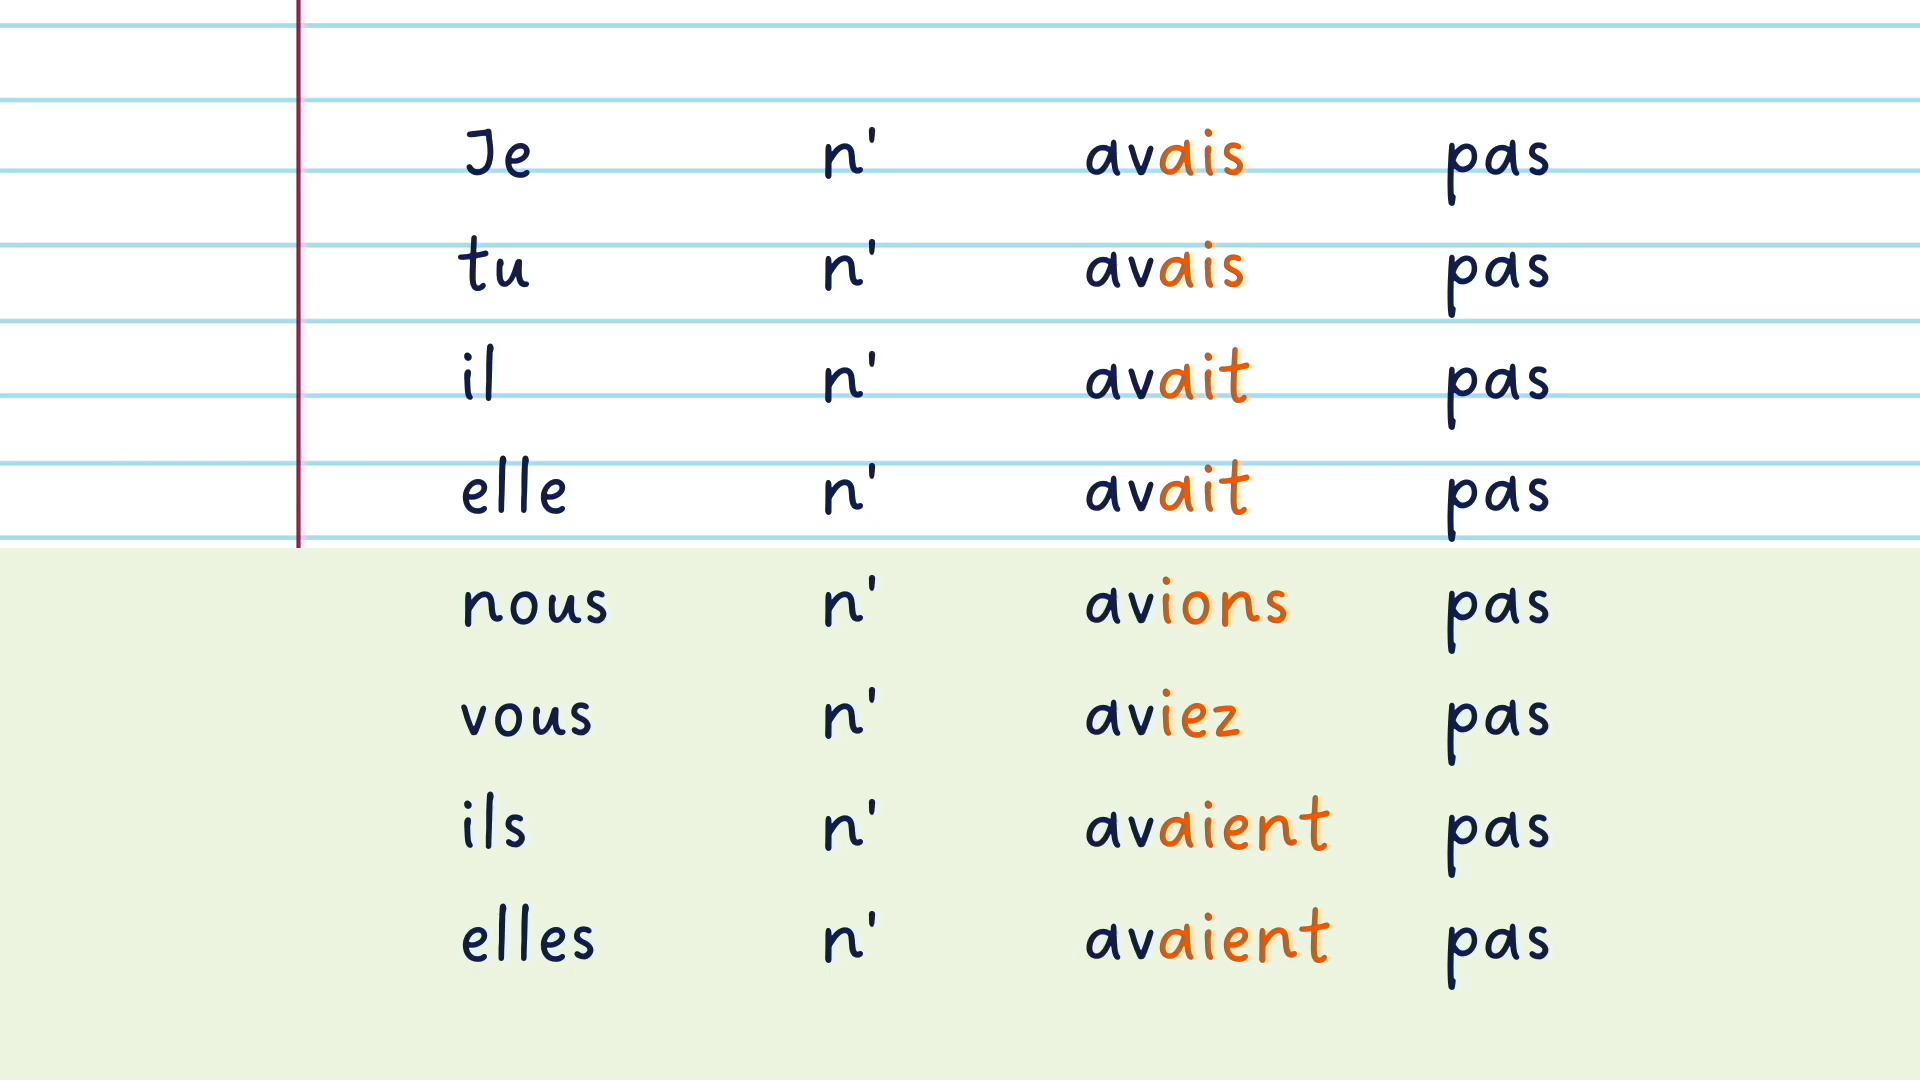 Je n' avais pas
tu n' avais pas
il n' avait pas
elle n' avait pas
nous n' avions pas
vous n' aviez pas
ils n' avaient pas
elles n' avaient pas